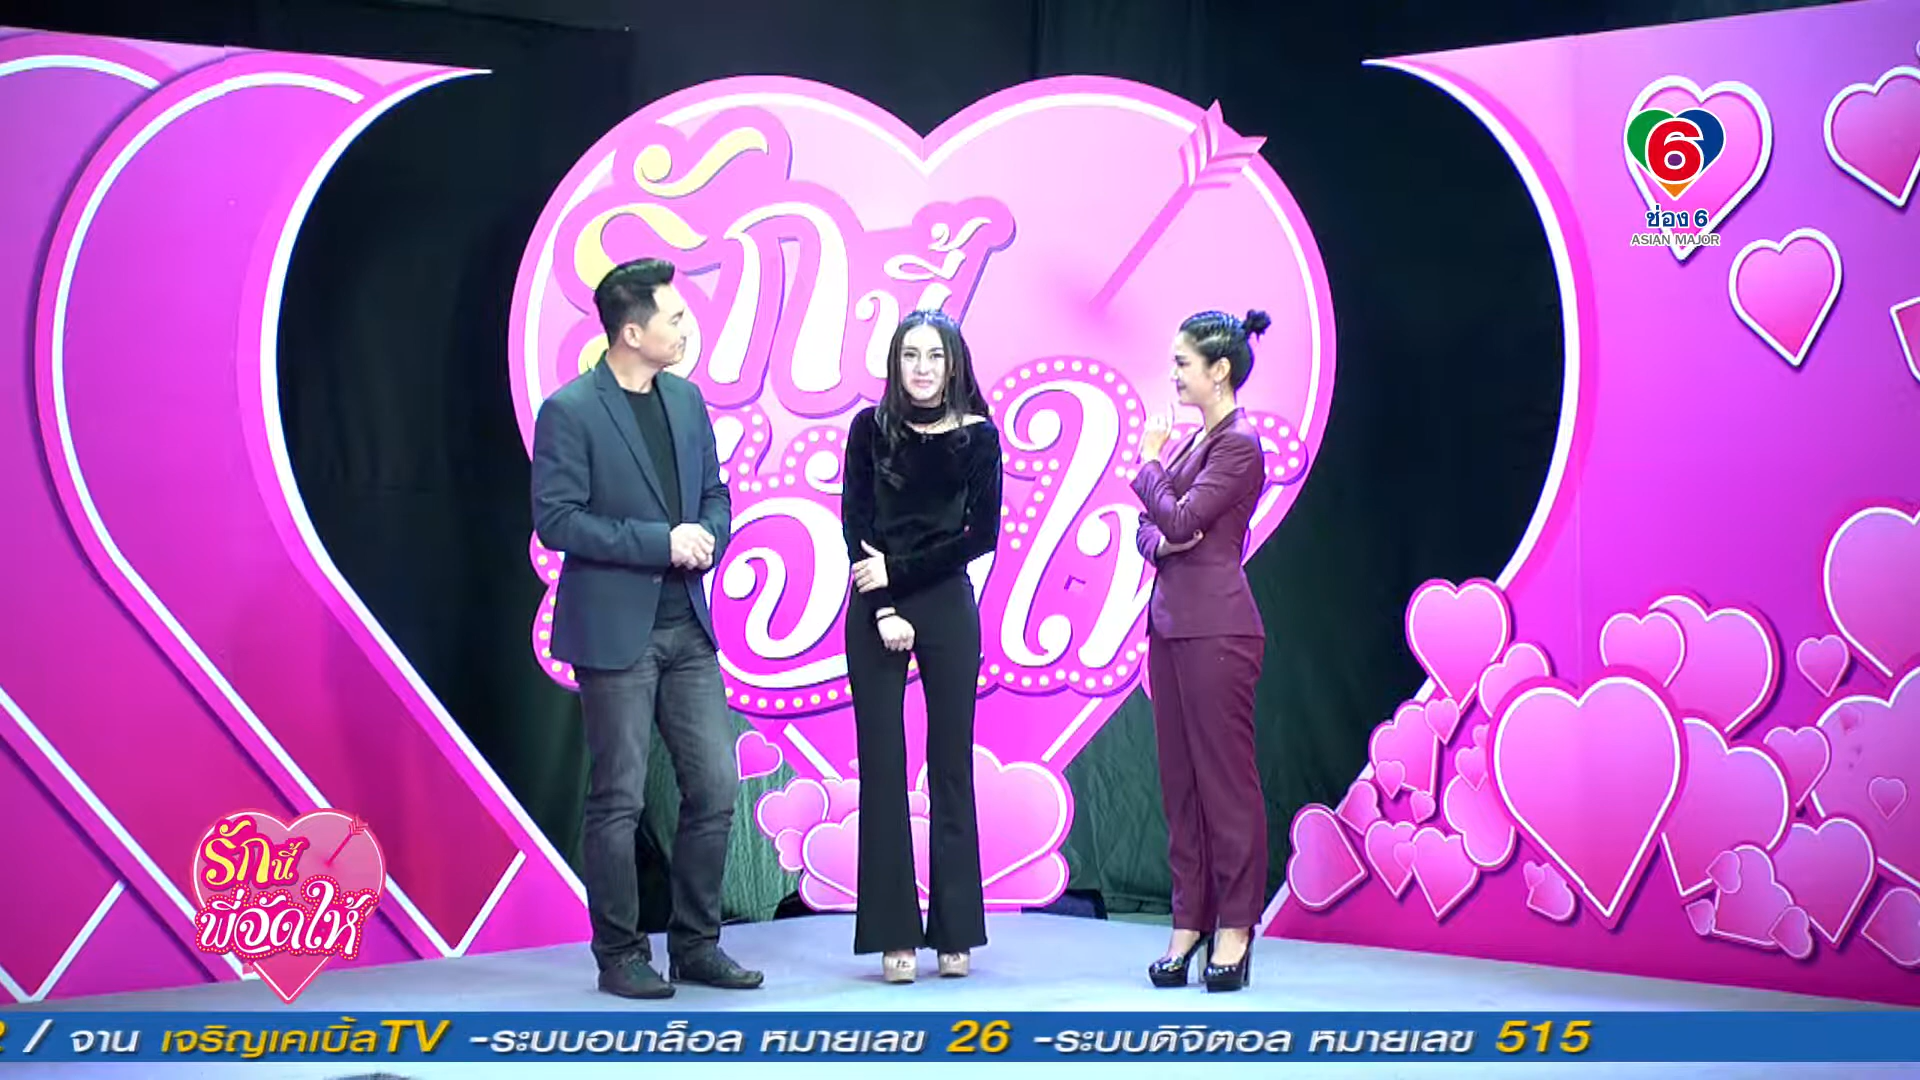 รักนี้
จัดให้
6
ช่อง 6
ASIAN MAJOR
รักนี้
พี่จัดให้
/ จาน เจริญเคเบิ้ลTV -ระบบอนาล็อล หมายเลข 26 -ระบบดิจิตอล หมายเลข 515